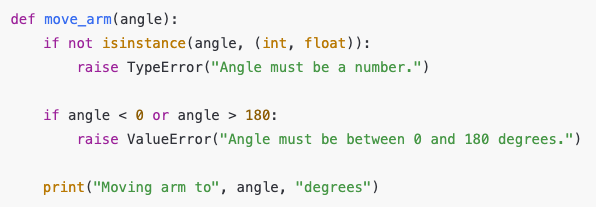 def move_arm(angle):
    if not isinstance(angle, (int, float)):
        raise TypeError("Angle must be a number.")
    if angle < 0 or angle > 180:
        raise ValueError("Angle must be between 0 and 180 degrees.")
    print("Moving arm to", angle, "degrees")